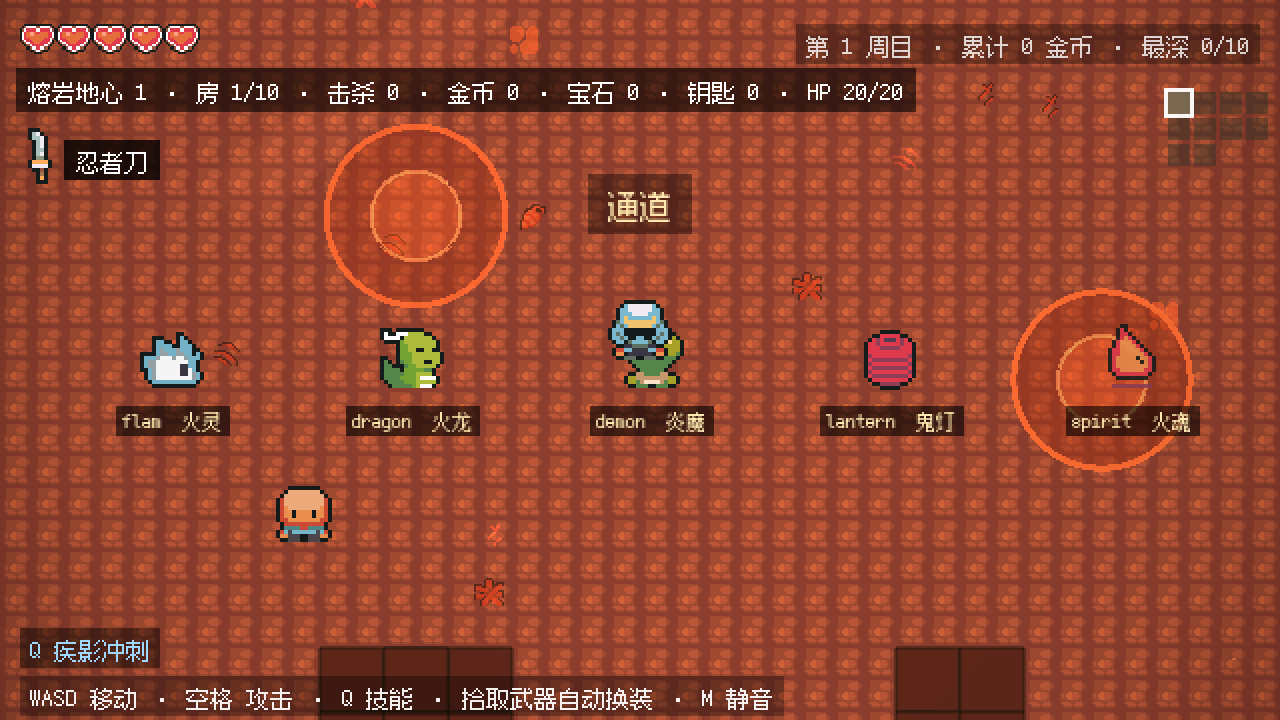 第 1 周目 · 累计 0 金币 · 最深 0/10
熔岩地心 1 · 房 1/10 · 击杀 0 · 金币 0 · 宝石 0 · 钥匙 0 · HP 20/20
忍者刀
通道
flam 火灵
dragon 火龙
demon 炎魔
lantern 鬼灯
spirit 火魂
Q 疾影冲刺
WASD 移动 · 空格 攻击 · Q 技能 · 拾取武器自动换装 · M 静音